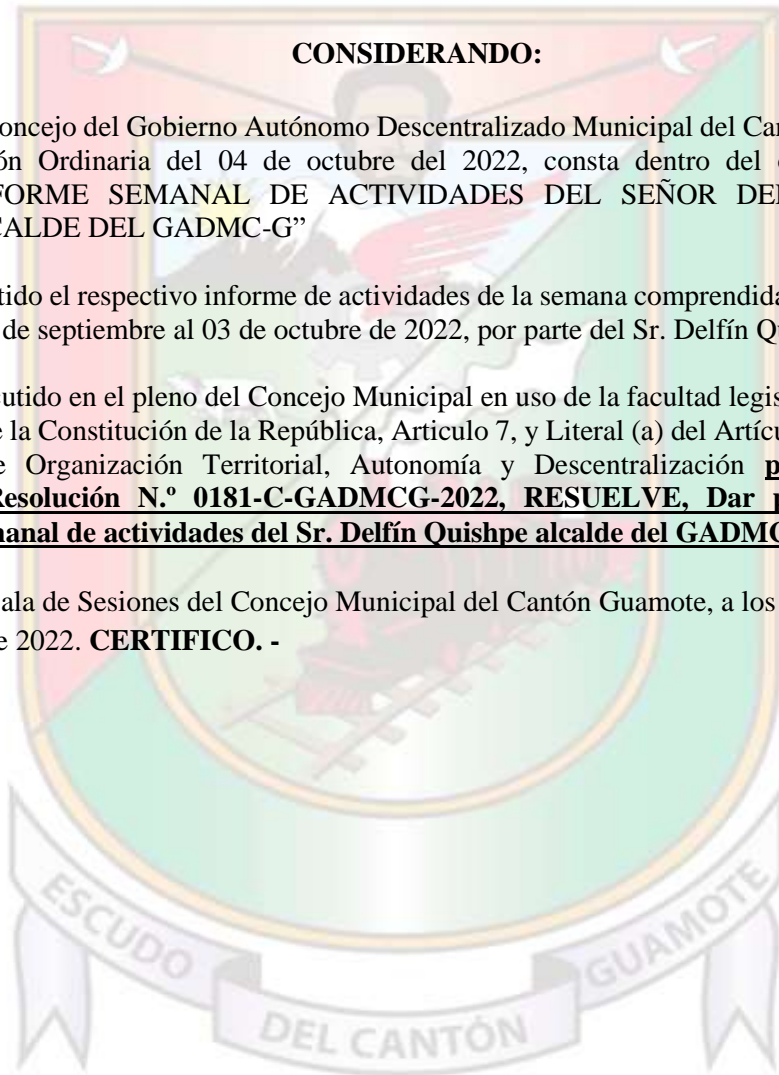 CONSIDERANDO:
oncejo del Gobierno Autónomo Descentralizado Municipal del Can
ón Ordinaria del 04 de octubre del 2022, consta dentro del
FORME SEMANAL DE ACTIVIDADES DEL SEÑOR DEL
CALDE DEL GADMC-G”
tido el respectivo informe de actividades de la semana comprendida
de septiembre al 03 de octubre de 2022, por parte del Sr. Delfín Qu
cutido en el pleno del Concejo Municipal en uso de la facultad legis
e la Constitución de la República, Articulo 7, y Literal (a) del Artícu
e Organización Territorial, Autonomía y Descentralización p
Resolución N.º 0181-C-GADMCG-2022, RESUELVE, Dar p
manal de actividades del Sr. Delfín Quishpe alcalde del GADMC
ala de Sesiones del Concejo Municipal del Cantón Guamote, a los
e 2022. CERTIFICO. -
ESCUDO DEL CANTÓN GUAMOTE